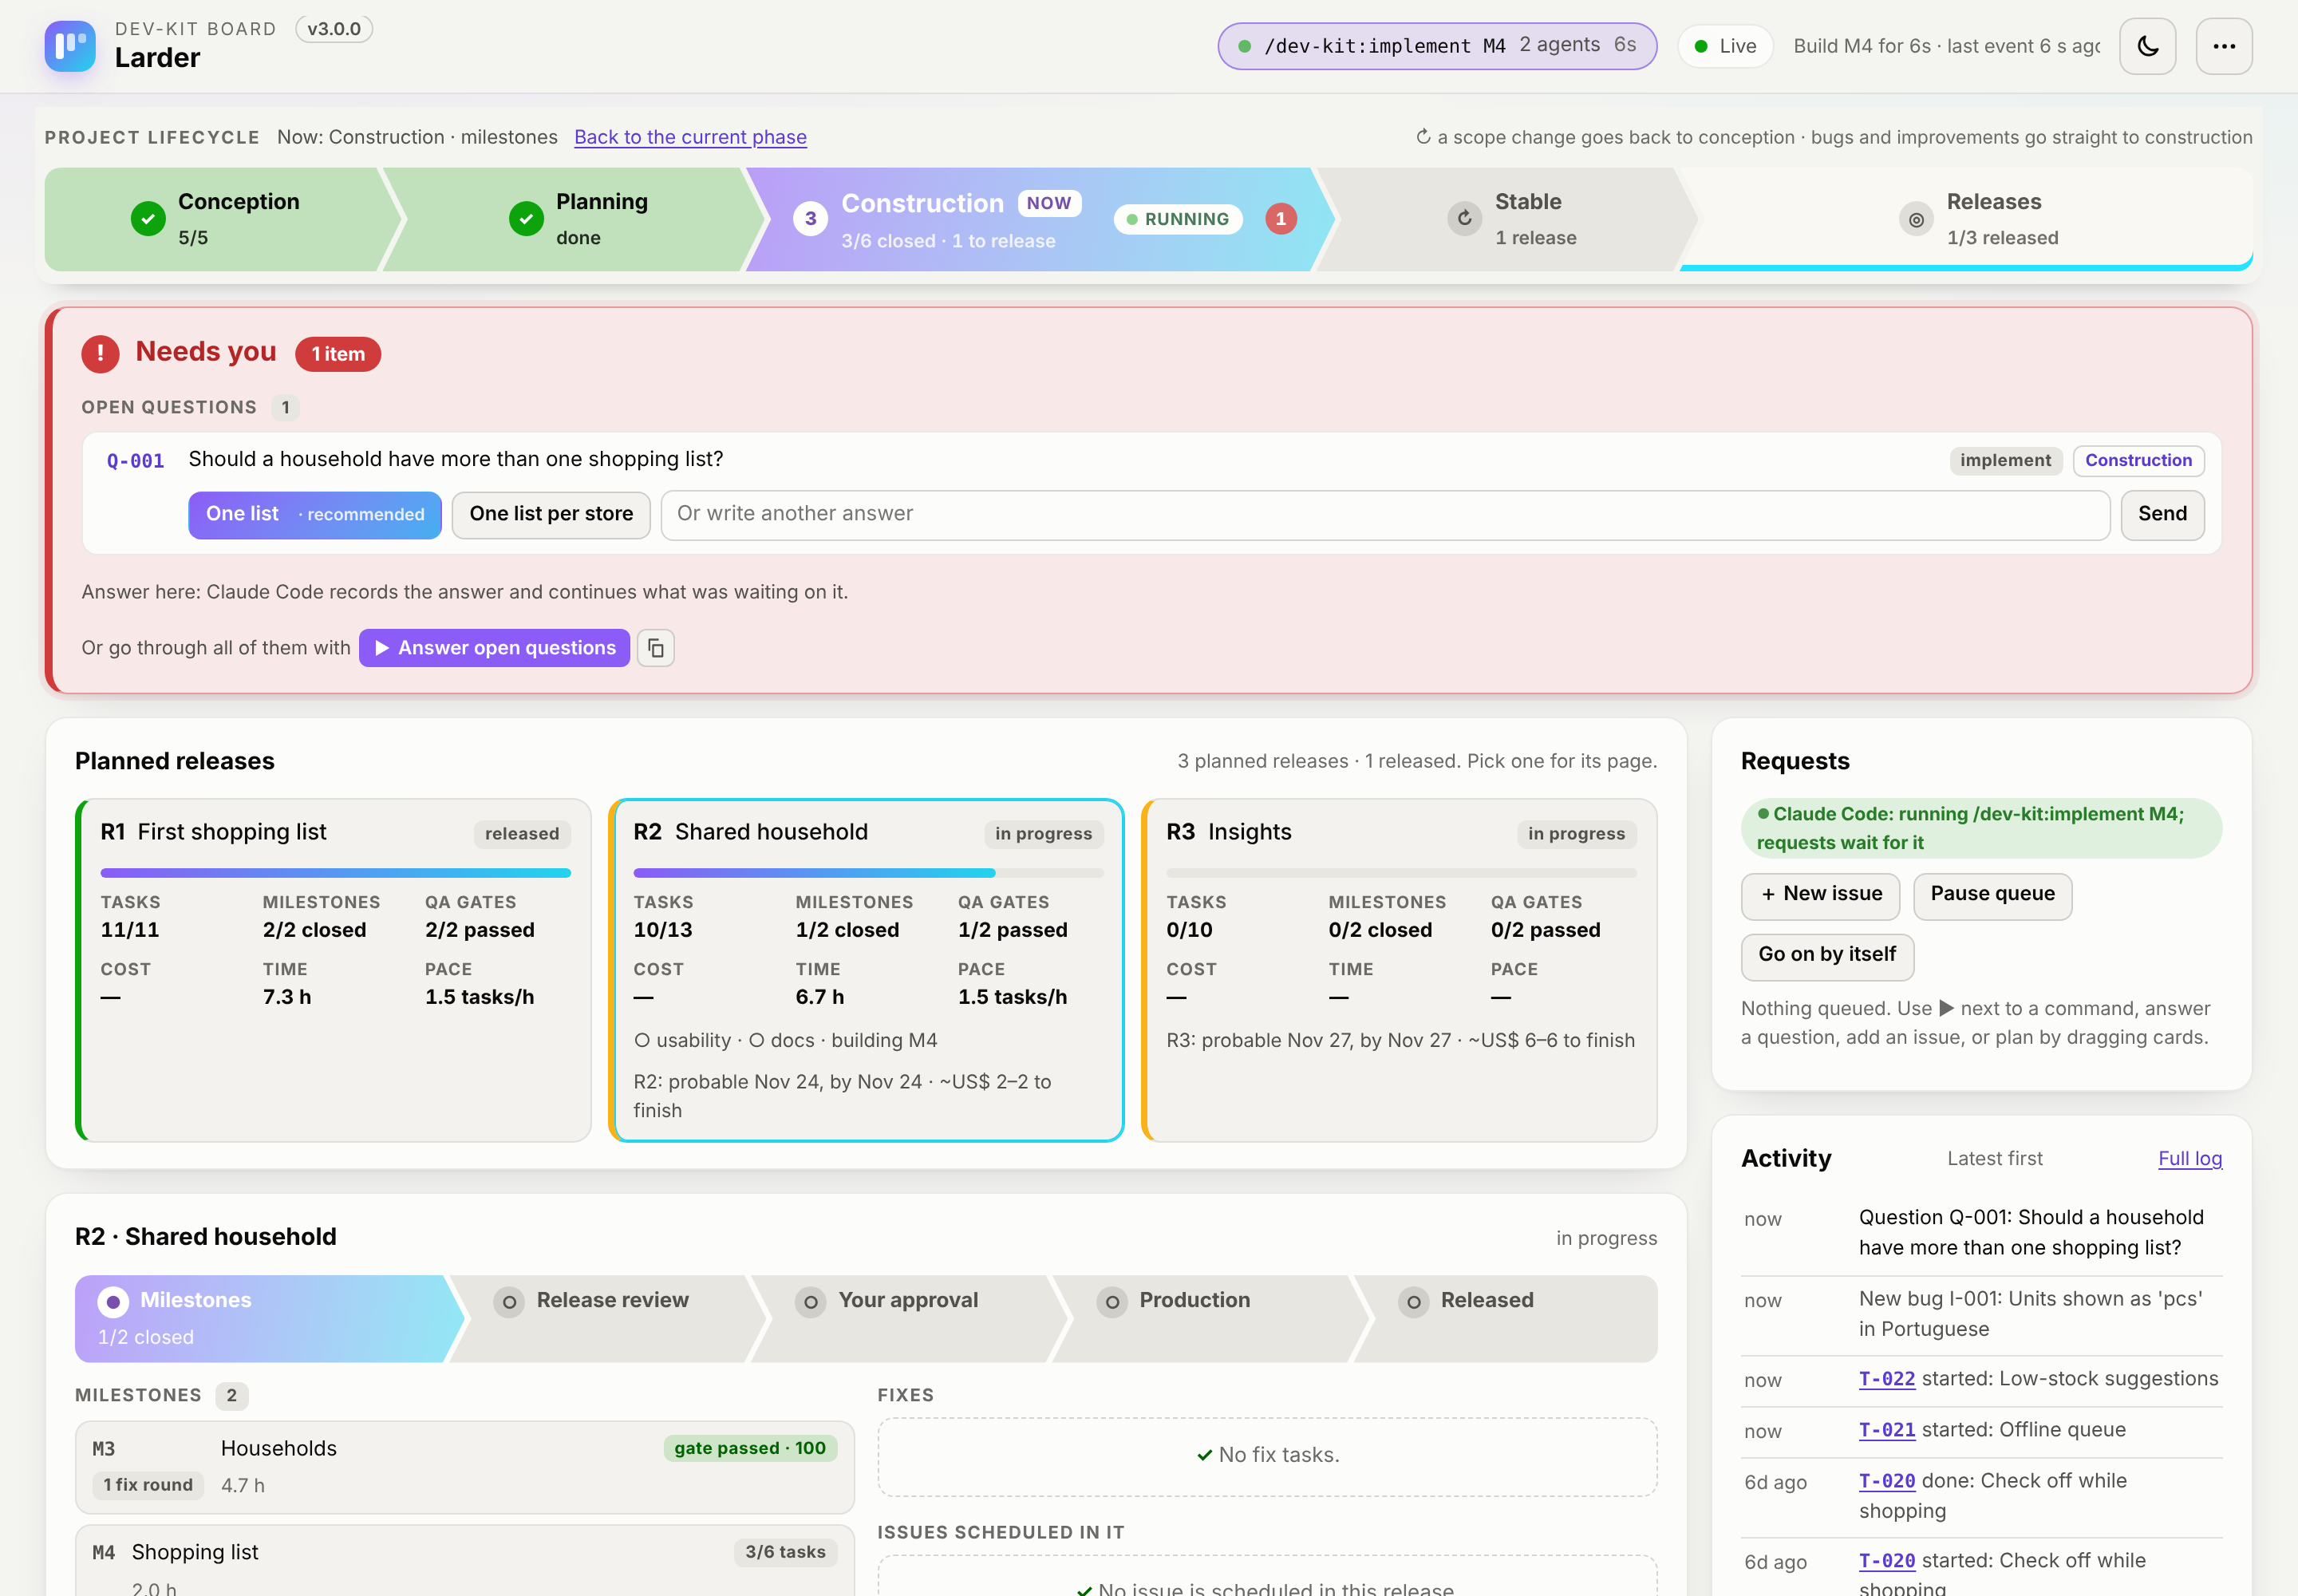 DEV-KIT BOARD v3.0.0
Larder
/dev-kit:implement M4 2 agents 6s
Live
Build M4 for 6s · last event 6 s ago
PROJECT LIFECYCLE Now: Construction · milestones Back to the current phase
↻ a scope change goes back to conception · bugs and improvements go straight to construction
Conception
5/5
Planning
done
3 Construction NOW
3/6 closed · 1 to release
RUNNING 1
Stable
1 release
Releases
1/3 released
! Needs you 1 item
OPEN QUESTIONS 1
Q-001 Should a household have more than one shopping list? implement Construction
One list · recommended One list per store Or write another answer Send
Answer here: Claude Code records the answer and continues what was waiting on it.
Or go through all of them with ▶ Answer open questions
Planned releases 3 planned releases · 1 released. Pick one for its page.
R1 First shopping list released
TASKS MILESTONES QA GATES
11/11 2/2 closed 2/2 passed
COST TIME PACE
— 7.3 h 1.5 tasks/h
R2 Shared household in progress
TASKS MILESTONES QA GATES
10/13 1/2 closed 1/2 passed
COST TIME PACE
— 6.7 h 1.5 tasks/h
○ usability · ○ docs · building M4
R2: probable Nov 24, by Nov 24 · ~US$ 2–2 to
finish
R3 Insights in progress
TASKS MILESTONES QA GATES
0/10 0/2 closed 0/2 passed
COST TIME PACE
— — —
R3: probable Nov 27, by Nov 27 · ~US$ 6–6 to finish
Requests
Claude Code: running /dev-kit:implement M4;
requests wait for it
+ New issue Pause queue
Go on by itself
Nothing queued. Use ▶ next to a command, answer
a question, add an issue, or plan by dragging cards.
R2 · Shared household in progress
Milestones
1/2 closed
Release review
Your approval
Production
Released
MILESTONES 2
M3 Households gate passed · 100
1 fix round 4.7 h
M4 Shopping list 3/6 tasks
2.0 h
FIXES
✓ No fix tasks.
ISSUES SCHEDULED IN IT
✓ No issue is scheduled in this release
Activity Latest first Full log
now Question Q-001: Should a household
have more than one shopping list?
now New bug I-001: Units shown as 'pcs'
in Portuguese
now T-022 started: Low-stock suggestions
now T-021 started: Offline queue
6d ago T-020 done: Check off while
shopping
6d ago T-020 started: Check off while
shopping